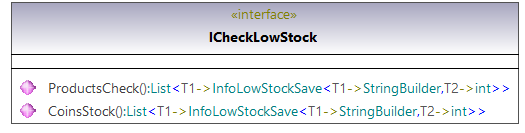 «interface»
ICheckLowStock
ProductsCheck():List<T1->InfoLowStockSave<T1->StringBuilder,T2->int>>
CoinsStock():List<T1->InfoLowStockSave<T1->StringBuilder,T2->int>>